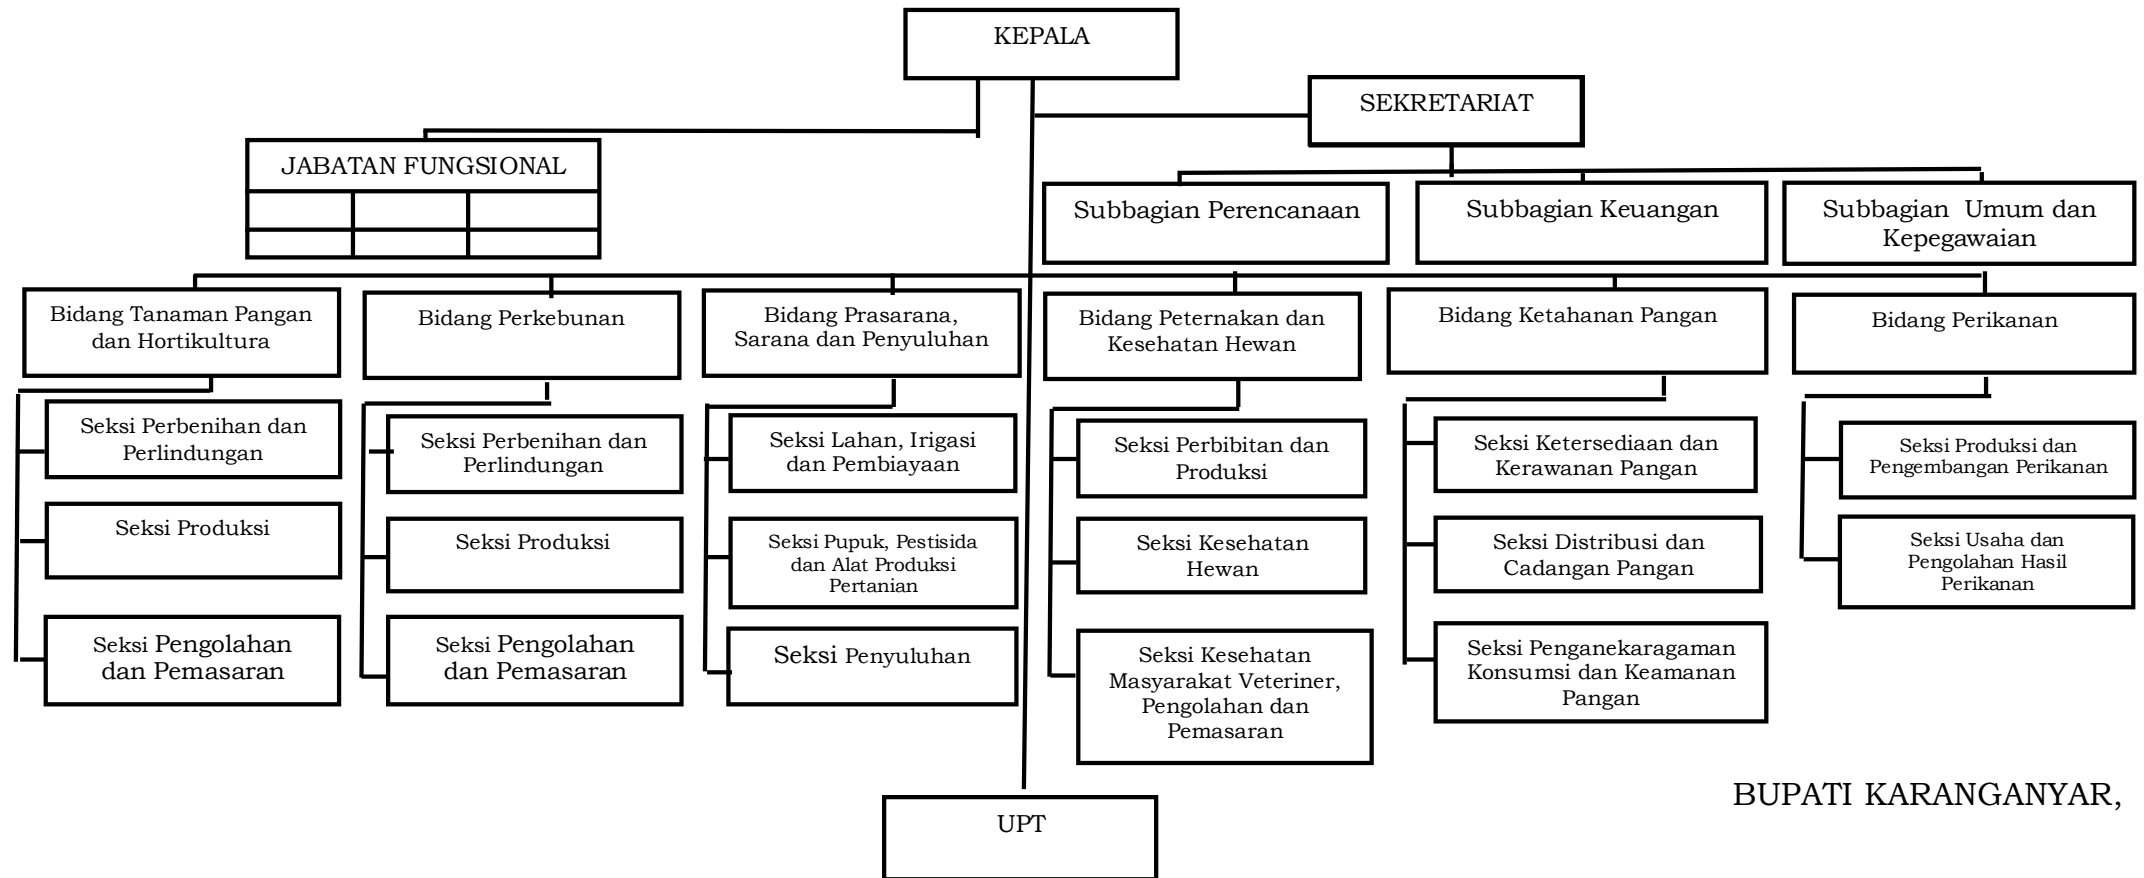 KEPALA
SEKRETARIAT
JABATAN FUNGSIONAL
Subbagian Perencanaan
Subbagian Keuangan
Subbagian Umum dan
Kepegawaian
Bidang Tanaman Pangan
dan Hortikultura
Bidang Perkebunan
Bidang Prasarana,
Sarana dan Penyuluhan
Bidang Peternakan dan
Kesehatan Hewan
Bidang Ketahanan Pangan
Bidang Perikanan
Seksi Perbenihan dan
Perlindungan
Seksi Produksi
Seksi Pengolahan
dan Pemasaran
Seksi Perbenihan dan
Perlindungan
Seksi Produksi
Seksi Pengolahan
dan Pemasaran
Seksi Lahan, Irigasi
dan Pembiayaan
Seksi Pupuk, Pestisida
dan Alat Produksi
Pertanian
Seksi Penyuluhan
Seksi Perbibitan dan
Produksi
Seksi Kesehatan
Hewan
Seksi Kesehatan
Masyarakat Veteriner,
Pengolahan dan
Pemasaran
Seksi Ketersediaan dan
Kerawanan Pangan
Seksi Distribusi dan
Cadangan Pangan
Seksi Penganekaragaman
Konsumsi dan Keamanan
Pangan
Seksi Produksi dan
Pengembangan Perikanan
Seksi Usaha dan
Pengolahan Hasil
Perikanan
UPT
BUPATI KARANGANYAR,